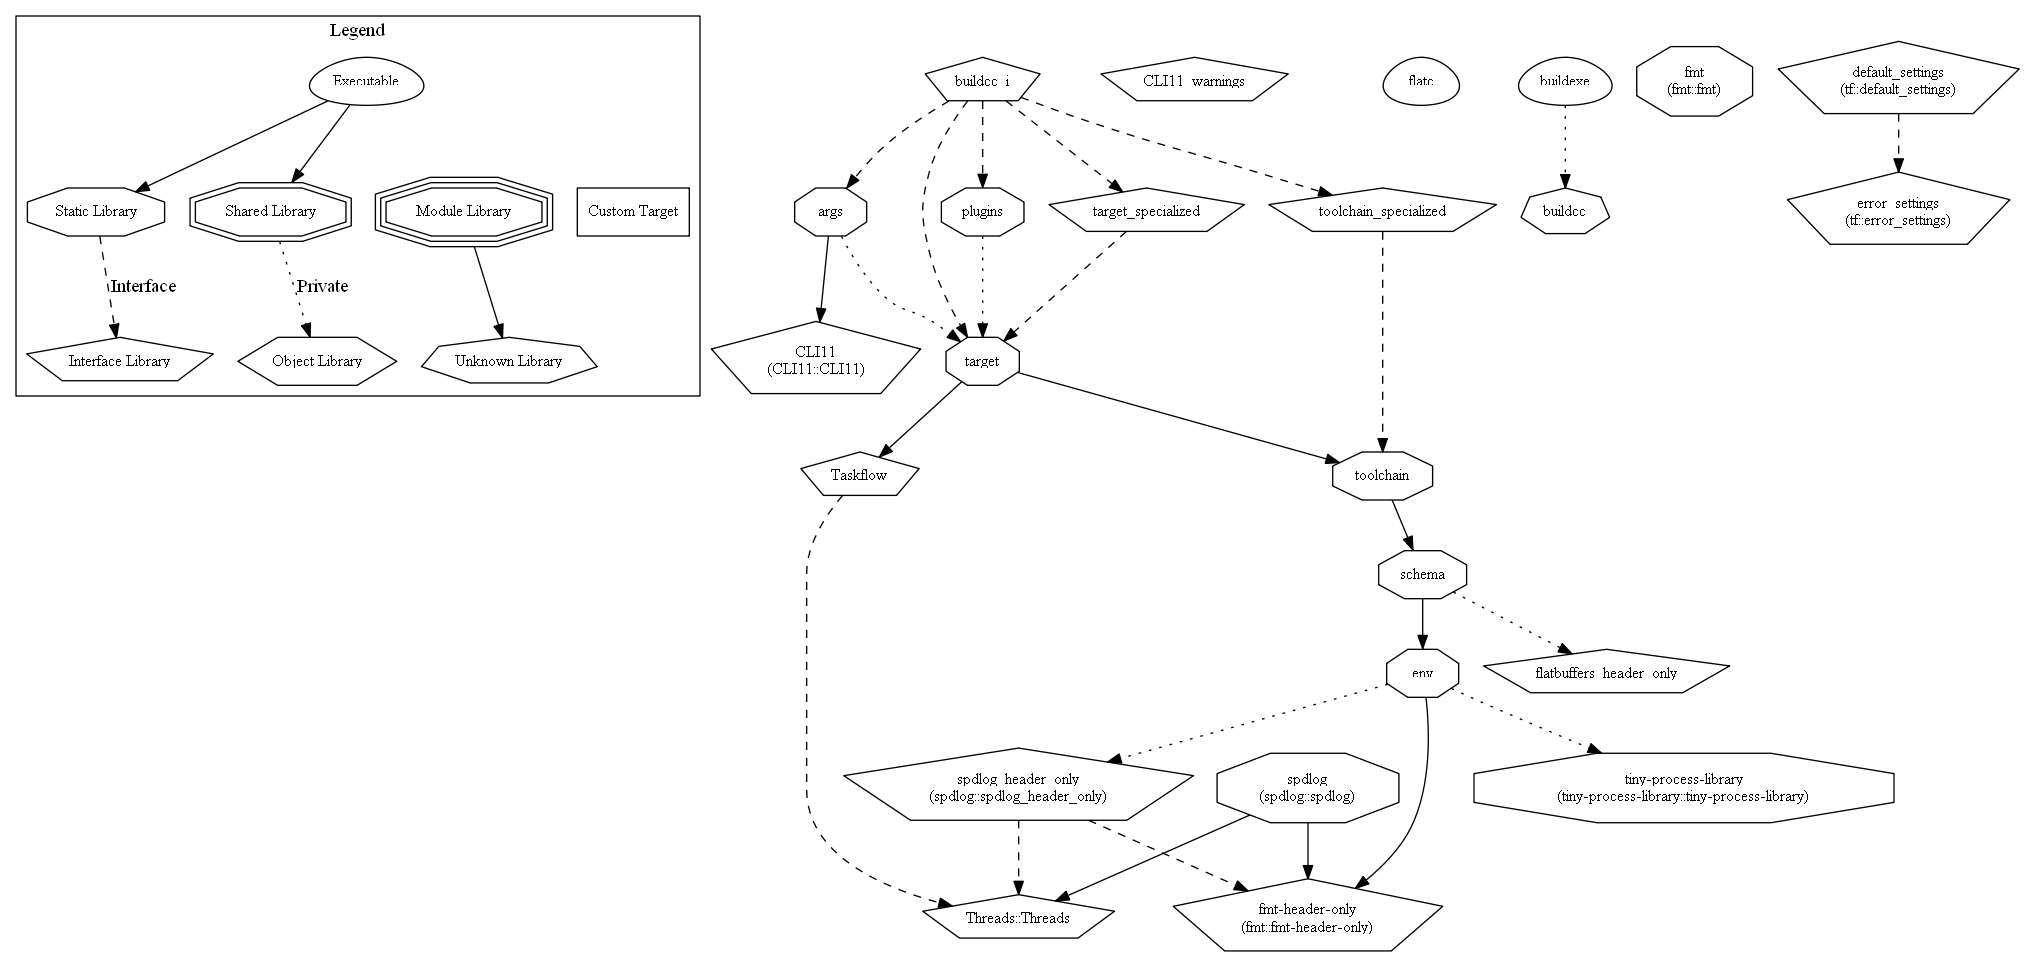 Legend
Executable
Static Library
Shared Library
Module Library
Custom Target
Interface
Private
Interface Library
Object Library
Unknown Library
buildcc_i
CLI11_warnings
flatc
buildexe
fmt
(fmt::fmt)
default_settings
(tf::default_settings)
args
plugins
target_specialized
toolchain_specialized
buildcc
error_settings
(tf::error_settings)
CLI11
(CLI11::CLI11)
target
Taskflow
toolchain
schema
env
flatbuffers_header_only
spdlog_header_only
(spdlog::spdlog_header_only)
spdlog
(spdlog::spdlog)
tiny-process-library
(tiny-process-library::tiny-process-library)
Threads::Threads
fmt-header-only
(fmt::fmt-header-only)